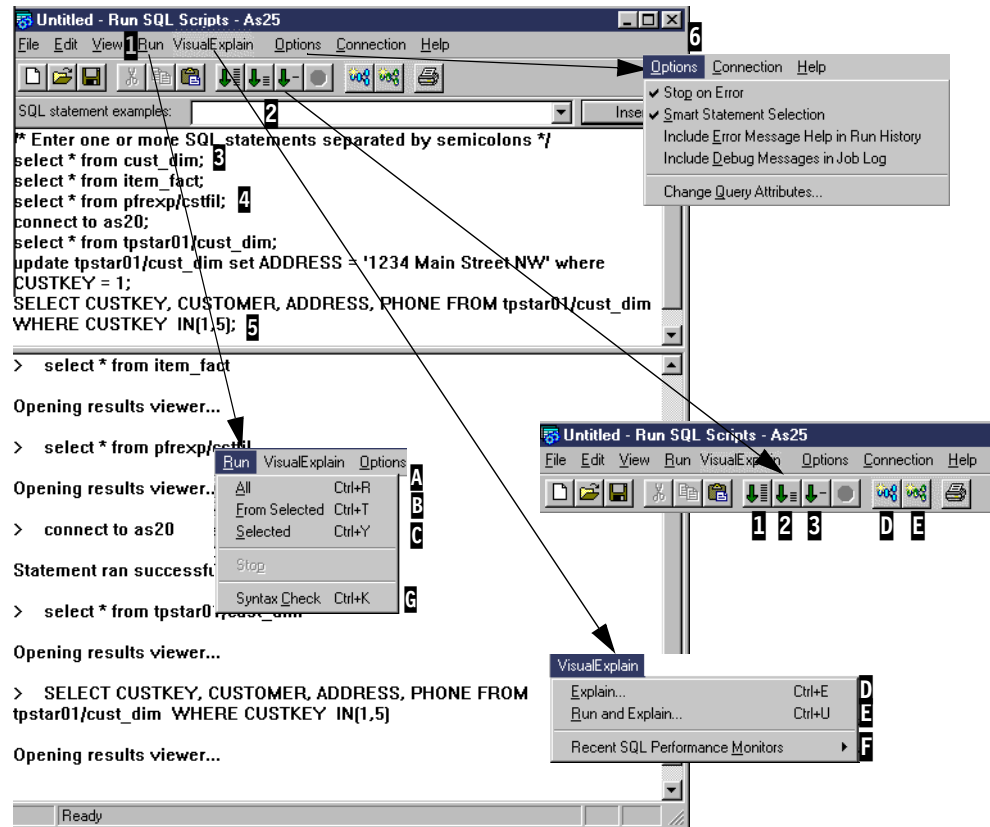 Untitled - Run SQL Scripts - As25
File Edit View 1 Run VisualExplain Options Connection Help
6
SQL statement examples: 2 Inser
Options Connection Help
✔ Stop on Error
✔ Smart Statement Selection
Include Error Message Help in Run History
Include Debug Messages in Job Log
Change Query Attributes...
/* Enter one or more SQL statements separated by semicolons */
select * from cust_dim; 3
select * from item_fact;
select * from pfrexp/cstfil; 4
connect to as20;
select * from tpstar01/cust_dim;
update tpstar01/cust_dim set ADDRESS = '1234 Main Street NW' where
CUSTKEY = 1;
SELECT CUSTKEY, CUSTOMER, ADDRESS, PHONE FROM tpstar01/cust_dim
WHERE CUSTKEY IN(1,5); 5
> select * from item_fact
Opening results viewer...
> select * from pfrexp/cstfil
Opening results viewer..
> connect to as20
Statement ran successfu
> select * from tpstar01/cust_dim
Opening results viewer...
> SELECT CUSTKEY, CUSTOMER, ADDRESS, PHONE FROM
tpstar01/cust_dim WHERE CUSTKEY IN(1,5)
Opening results viewer...
Ready
Run VisualExplain Options
All Ctrl+R A
From Selected Ctrl+T B
Selected Ctrl+Y C
Stop
Syntax Check Ctrl+K G
Untitled - Run SQL Scripts - As25
File Edit View Run VisualExplain Options Connection Help
1 2 3 D E
VisualExplain
Explain... Ctrl+E D
Run and Explain... Ctrl+U E
Recent SQL Performance Monitors F